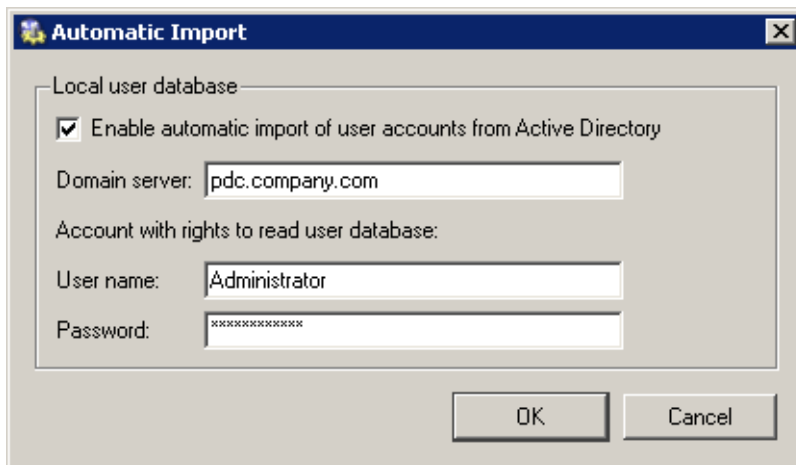 Automatic Import
Local user database
Enable automatic import of user accounts from Active Directory
Domain server: pdc.company.com
Account with rights to read user database:
User name: Administrator
Password: ************
OK Cancel